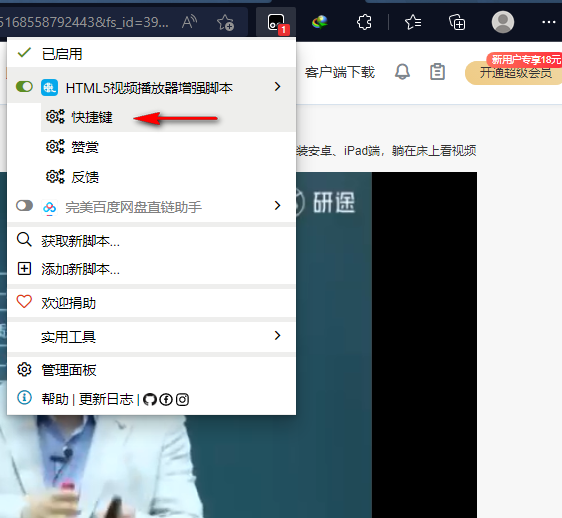 5168558792443&fs_id=39...
1
已启用
HTML5视频播放器增强脚本
快捷键
赞赏
反馈
完美百度网盘直链助手
获取新脚本...
添加新脚本...
欢迎捐助
实用工具
管理面板
帮助 | 更新日志 |
客户端下载
新用户专享18元
开通超级会员
装安卓、iPad端，躺在床上看视频
研途